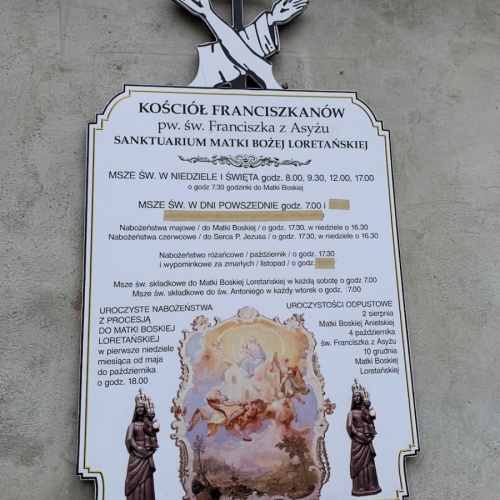 KOŚCIÓŁ FRANCISZKANÓW
pw. św. Franciszka z Asyżu
SANKTUARIUM MATKI BOŻEJ LORETAŃSKIEJ
MSZE ŚW. W NIEDZIELE I ŚWIĘTA godz. 8.00, 9.30, 12.00, 17.00
o godz 7.30 godzinki do Matki Boskiej
MSZE ŚW. W DNI POWSZEDNIE godz. 7.00 i
Nabożeństwa majowe / do Matki Boskiej / o godz. 17.30, w niedziele o 16.30
Nabożeństwa czerwcowe / do Serca P. Jezusa / o godz. 17.30, w niedziele o 16.30
Nabożeństwo różańcowe / październik / o godz. 17.30
i wypominkowe za zmarłych / listopad / o godz.
Msze św. składkowe do Matki Boskiej Loretańskiej w każdą sobotę o godz 7.00
Msze św. składkowe do św. Antoniego w każdy wtorek o godz. :7.00
UROCZYSTE NABOŻEŃSTWA
Z PROCESJĄ
DO MATKI BOSKIEJ
LORETAŃSKIEJ
w pierwsze niedziele
miesiąca od maja
do października
o godz. 18.00
UROCZYSTOŚCI ODPUSTOWE
2 sierpnia
Matki Boskiej Anielskiej
4 października
św. Franciszka z Asyżu
10 grudnia
Matki Boskiej
Loretańskiej